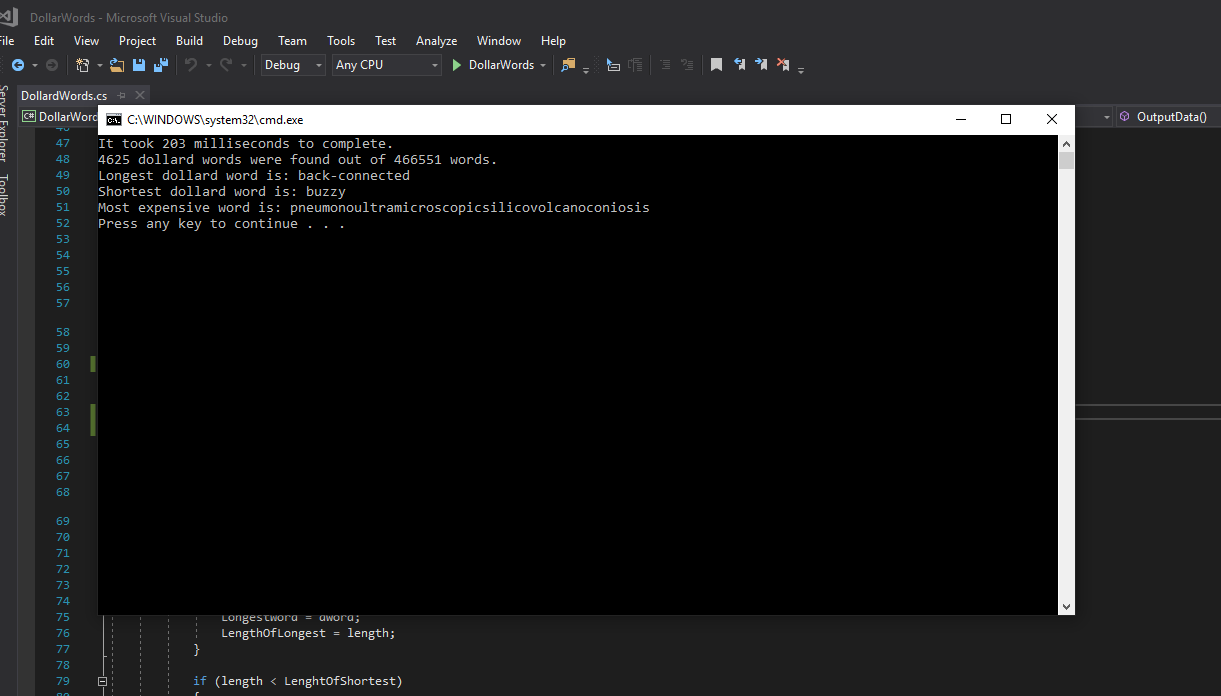 DollarWords - Microsoft Visual Studio
File Edit View Project Build Debug Team Tools Test Analyze Window Help
Debug Any CPU DollarWords
Server Explorer
Toolbox
DollardWords.cs
C# DollarWord
OutputData()
C:\WINDOWS\system32\cmd.exe
It took 203 milliseconds to complete.
4625 dollard words were found out of 466551 words.
Longest dollard word is: back-connected
Shortest dollard word is: buzzy
Most expensive word is: pneumonoultramicroscopicsilicovolcanoconiosis
Press any key to continue . . .
46
47
48
49
50
51
52
53
54
55
56
57
58
59
60
61
62
63
64
65
66
67
68
69
70
71
72
73
74
75 LongestWord = dword;
76 LengthOfLongest = length;
77 }
78
79 if (length < LenghtOfShortest)
80 {